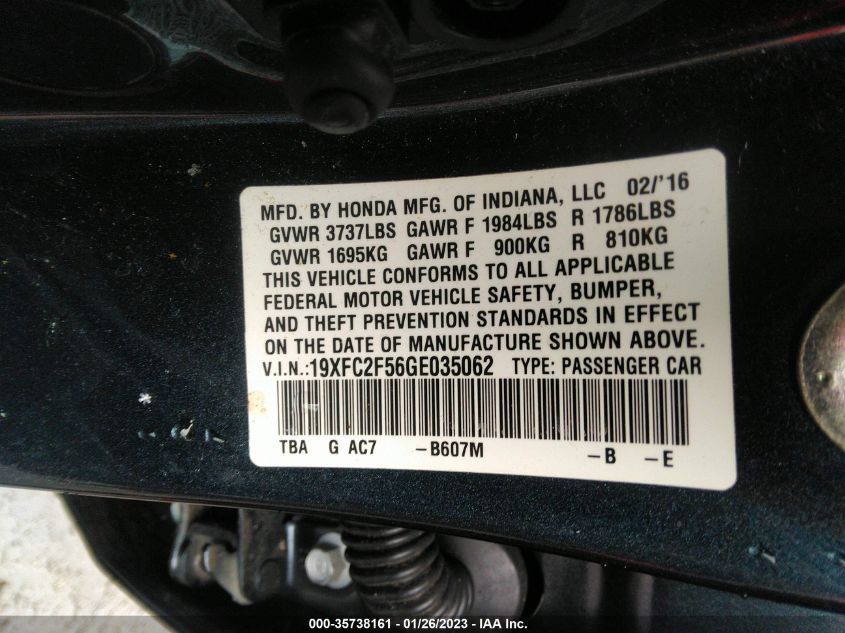 MFD. BY HONDA MFG. OF INDIANA, LLC 02/'16
GVWR 3737LBS GAWR F 1984LBS R 1786LBS
GVWR 1695KG GAWR F 900KG R 810KG
THIS VEHICLE CONFORMS TO ALL APPLICABLE
FEDERAL MOTOR VEHICLE SAFETY, BUMPER,
AND THEFT PREVENTION STANDARDS IN EFFECT
ON THE DATE OF MANUFACTURE SHOWN ABOVE.
V.I.N.:19XFC2F56GE035062 TYPE: PASSENGER CAR
TBA G AC7 -B607M -B -E
000-35738161 - 01/26/2023 - IAA Inc.